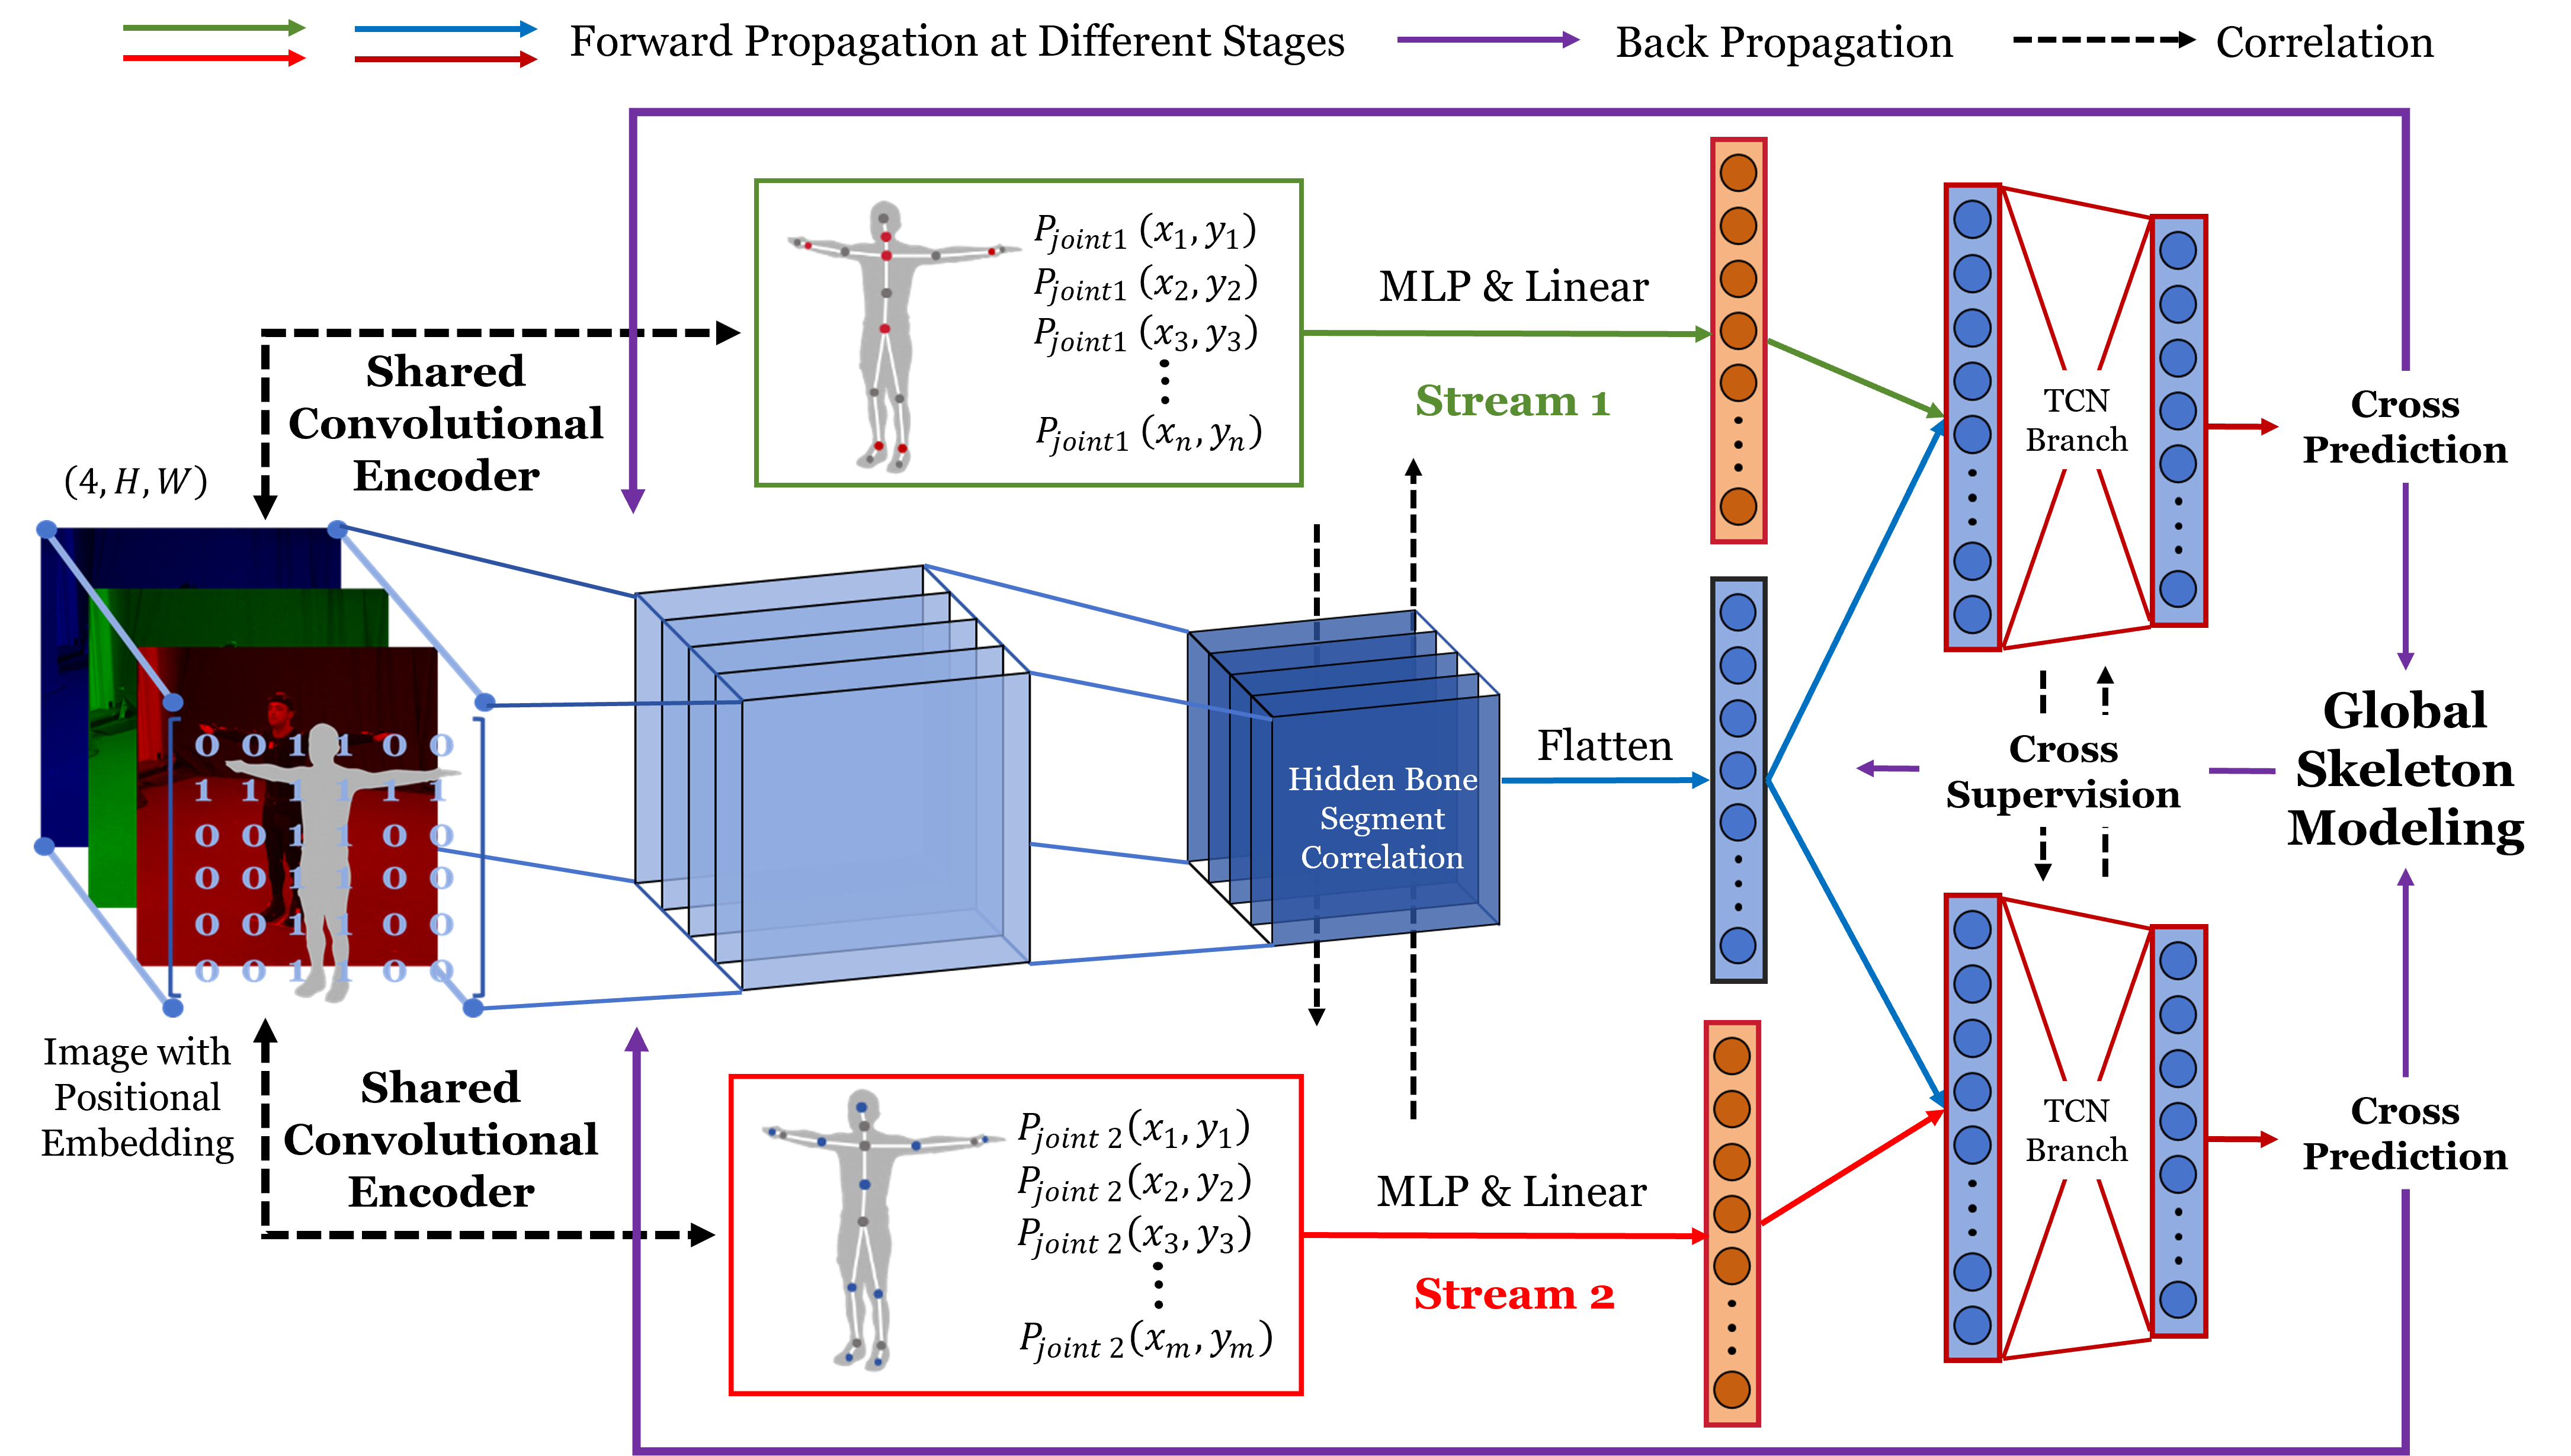 Forward Propagation at Different Stages
Back Propagation
Correlation
Shared
Convolutional
Encoder
(4, H, W)
P_{joint1} (x_1, y_1)
P_{joint1} (x_2, y_2)
P_{joint1} (x_3, y_3)
⋮
P_{joint1} (x_n, y_n)
MLP & Linear
Stream 1
TCN
Branch
Cross
Prediction
0 0 1 1 0 0
1 1 1 1 1 1
0 0 1 1 0 0
0 0 1 1 0 0
0 0 1 1 0 0
0 0 1 1 0 0
Hidden Bone
Segment
Correlation
Flatten
Cross
Supervision
Global
Skeleton
Modeling
Image with
Positional
Embedding
Shared
Convolutional
Encoder
P_{joint 2}(x_1, y_1)
P_{joint 2}(x_2, y_2)
P_{joint 2}(x_3, y_3)
⋮
P_{joint 2}(x_m, y_m)
MLP & Linear
Stream 2
TCN
Branch
Cross
Prediction